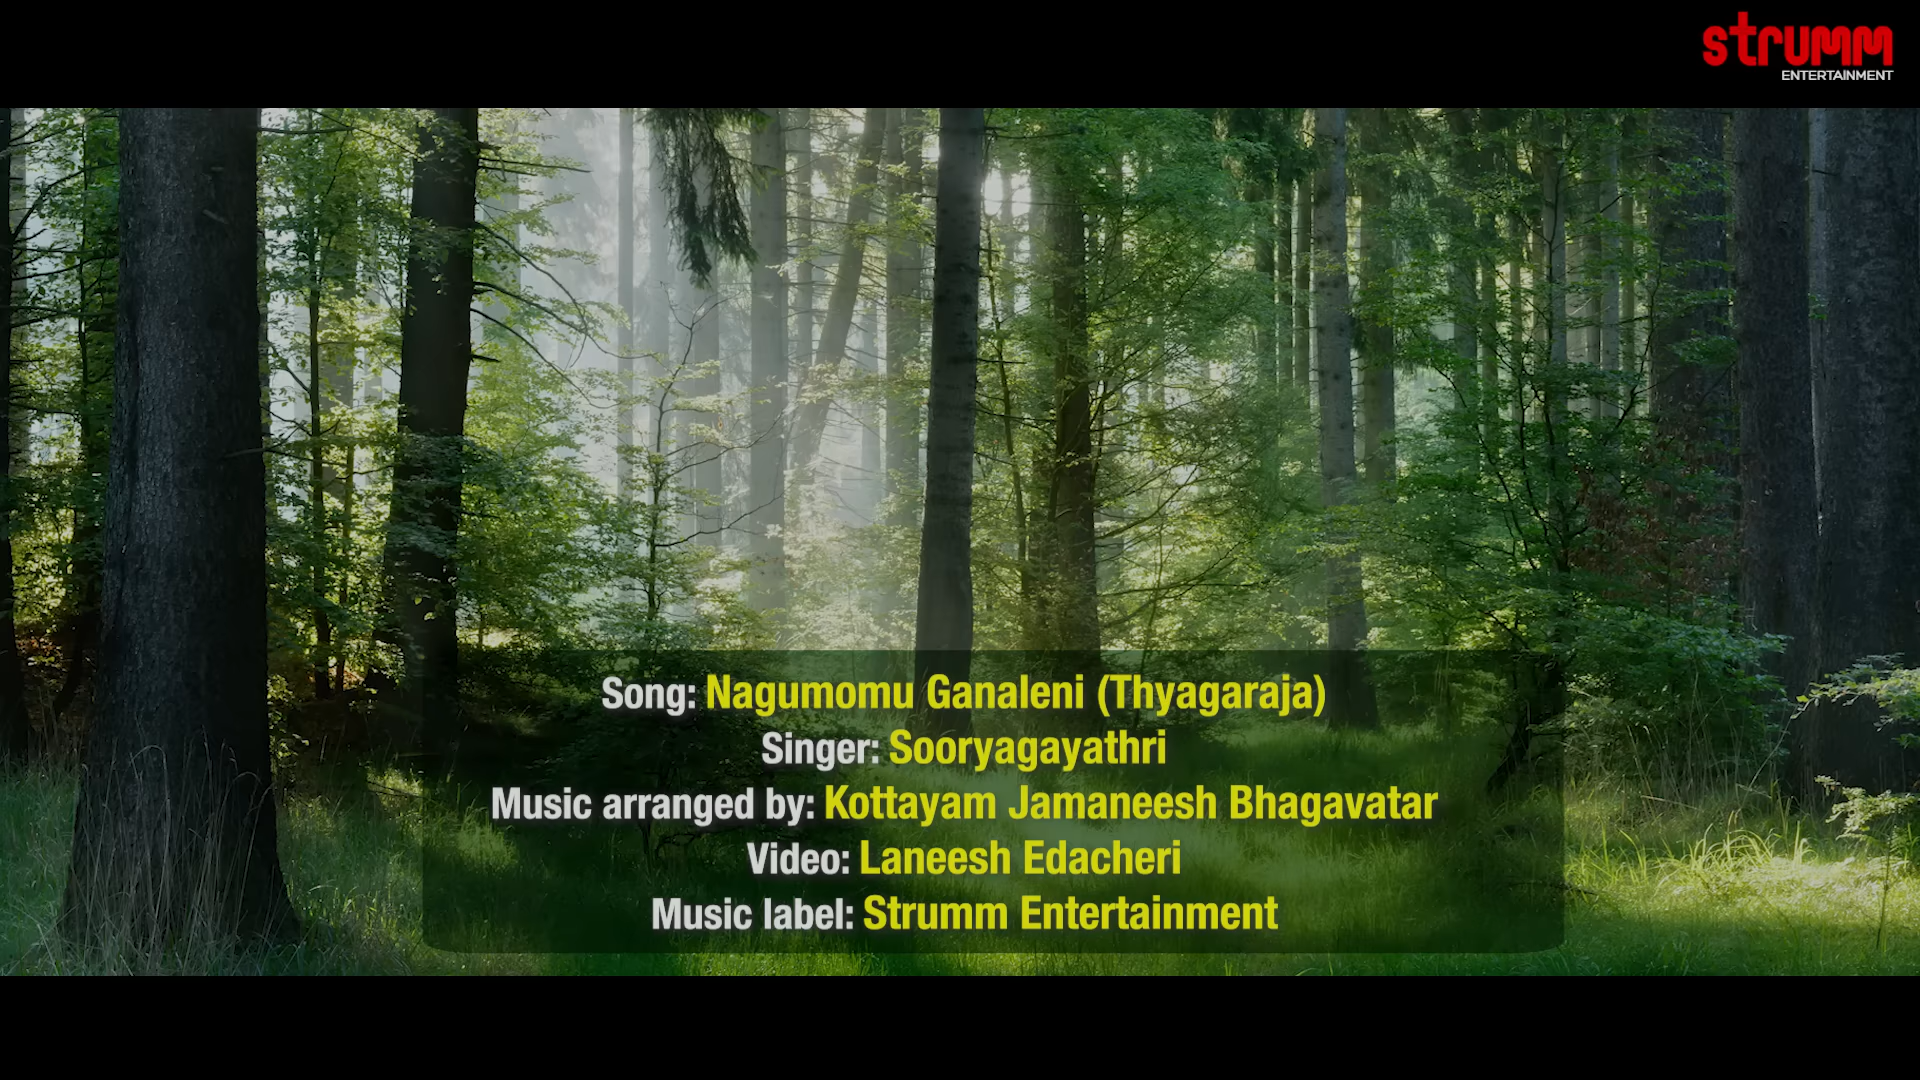 strumm
ENTERTAINMENT
Song: Nagumomu Ganaleni (Thyagaraja)
Singer: Sooryagayathri
Music arranged by: Kottayam Jamaneesh Bhagavatar
Video: Laneesh Edacheri
Music label: Strumm Entertainment